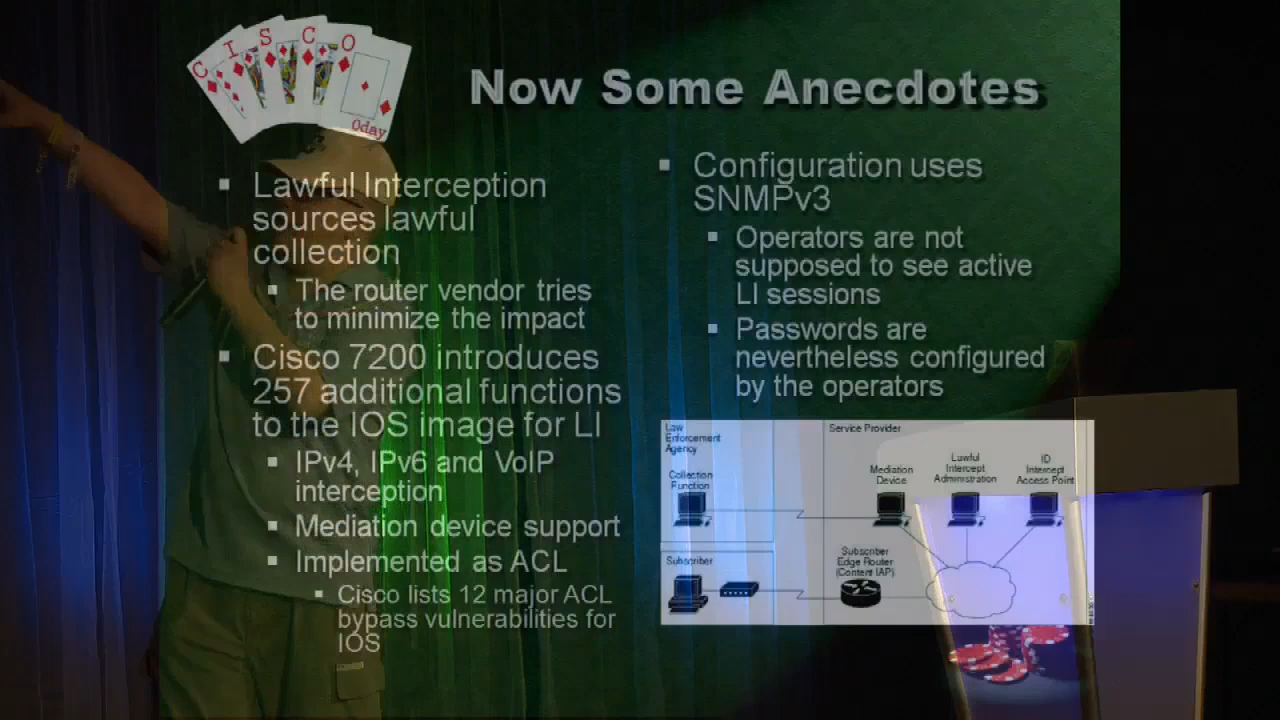 C I S C O
0day
Now Some Anecdotes
Lawful Interception
sources lawful
collection
The router vendor tries
to minimize the impact
Cisco 7200 introduces
257 additional functions
to the IOS image for LI
IPv4, IPv6 and VoIP
interception
Mediation device support
Implemented as ACL
Cisco lists 12 major ACL
bypass vulnerabilities for
IOS
Configuration uses
SNMPv3
Operators are not
supposed to see active
LI sessions
Passwords are
nevertheless configured
by the operators
Law
Enforcement
Agency
Collection
Function
Service Provider
Mediation
Device
Lawful
Intercept
Administration
ID
Intercept
Access Point
Subscriber
Subscriber
Edge Router
(Content IAP)